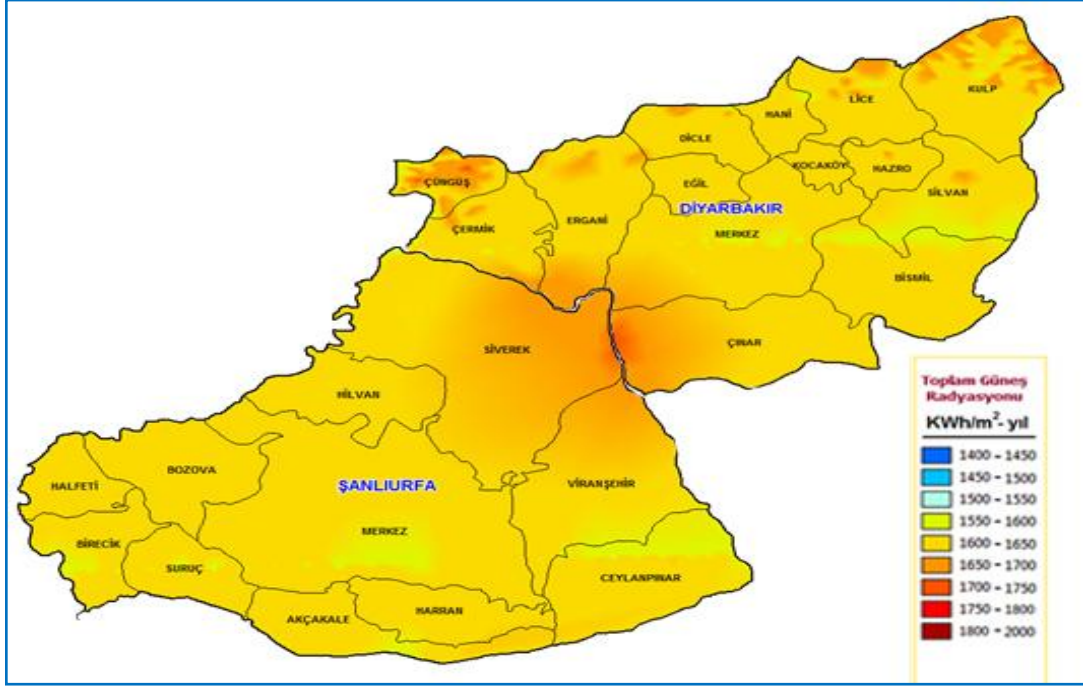 KULP
LİCE
HANİ
DİCLE
KOCAKÖY
HAZRO
ÇÜNGÜŞ
EĞİL
SİLVAN
DİYARBAKIR
ERGANİ
ÇERMİK
MERKEZ
BİSMİL
SİVEREK
ÇINAR
HİLVAN
BOZOVA
HALFETİ
ŞANLIURFA
VİRANŞEHİR
MERKEZ
BİRECİK
SURUÇ
CEYLANPINAR
HARRAN
AKÇAKALE
Toplam Güneş
Radyasyonu
KWh/m²- yıl
1400 - 1450
1450 - 1500
1500 - 1550
1550 - 1600
1600 - 1650
1650 - 1700
1700 - 1750
1750 - 1800
1800 - 2000